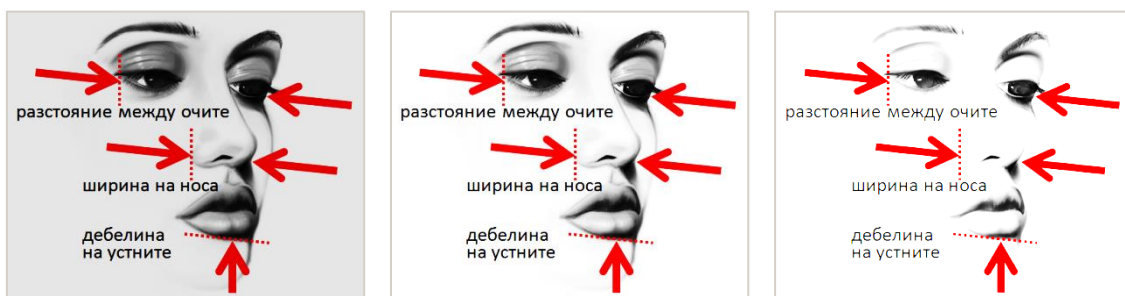 разстояние между очите
ширина на носа
дебелина
на устните
разстояние между очите
ширина на носа
дебелина
на устните
разстояние между очите
ширина на носа
дебелина
на устните